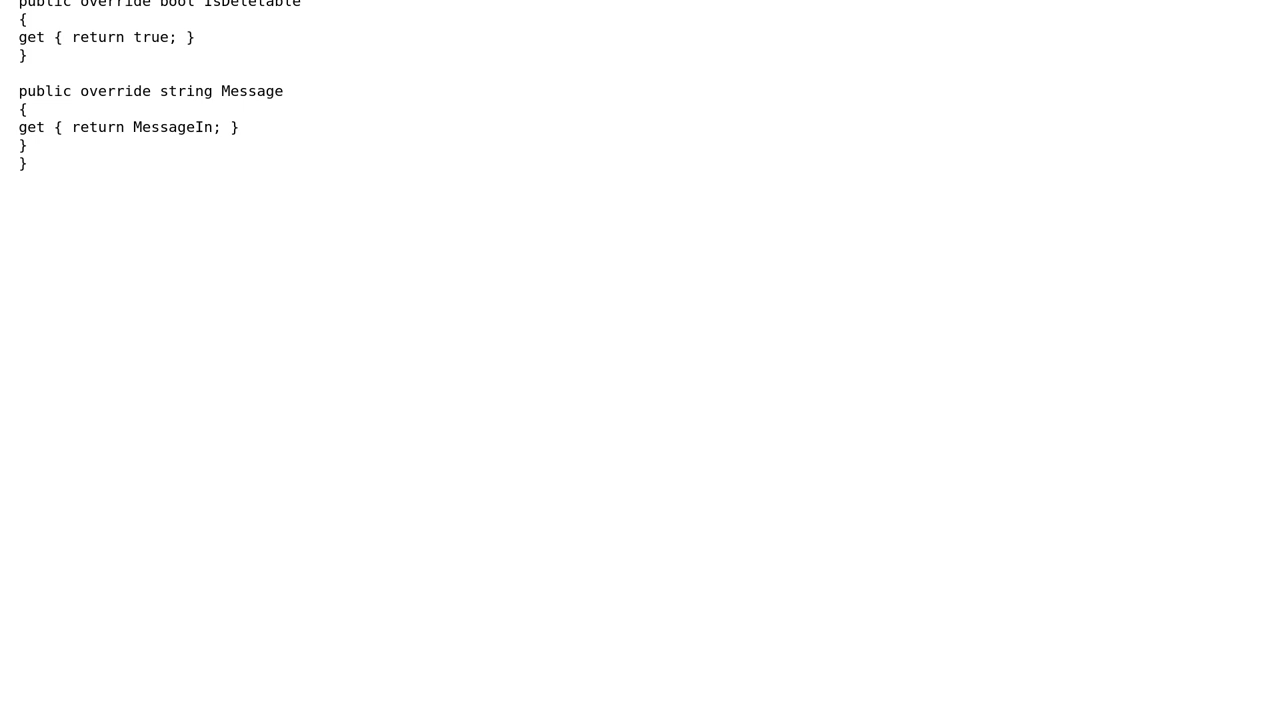 public override bool IsDeletable
{
get { return true; }
}

public override string Message
{
get { return MessageIn; }
}
}